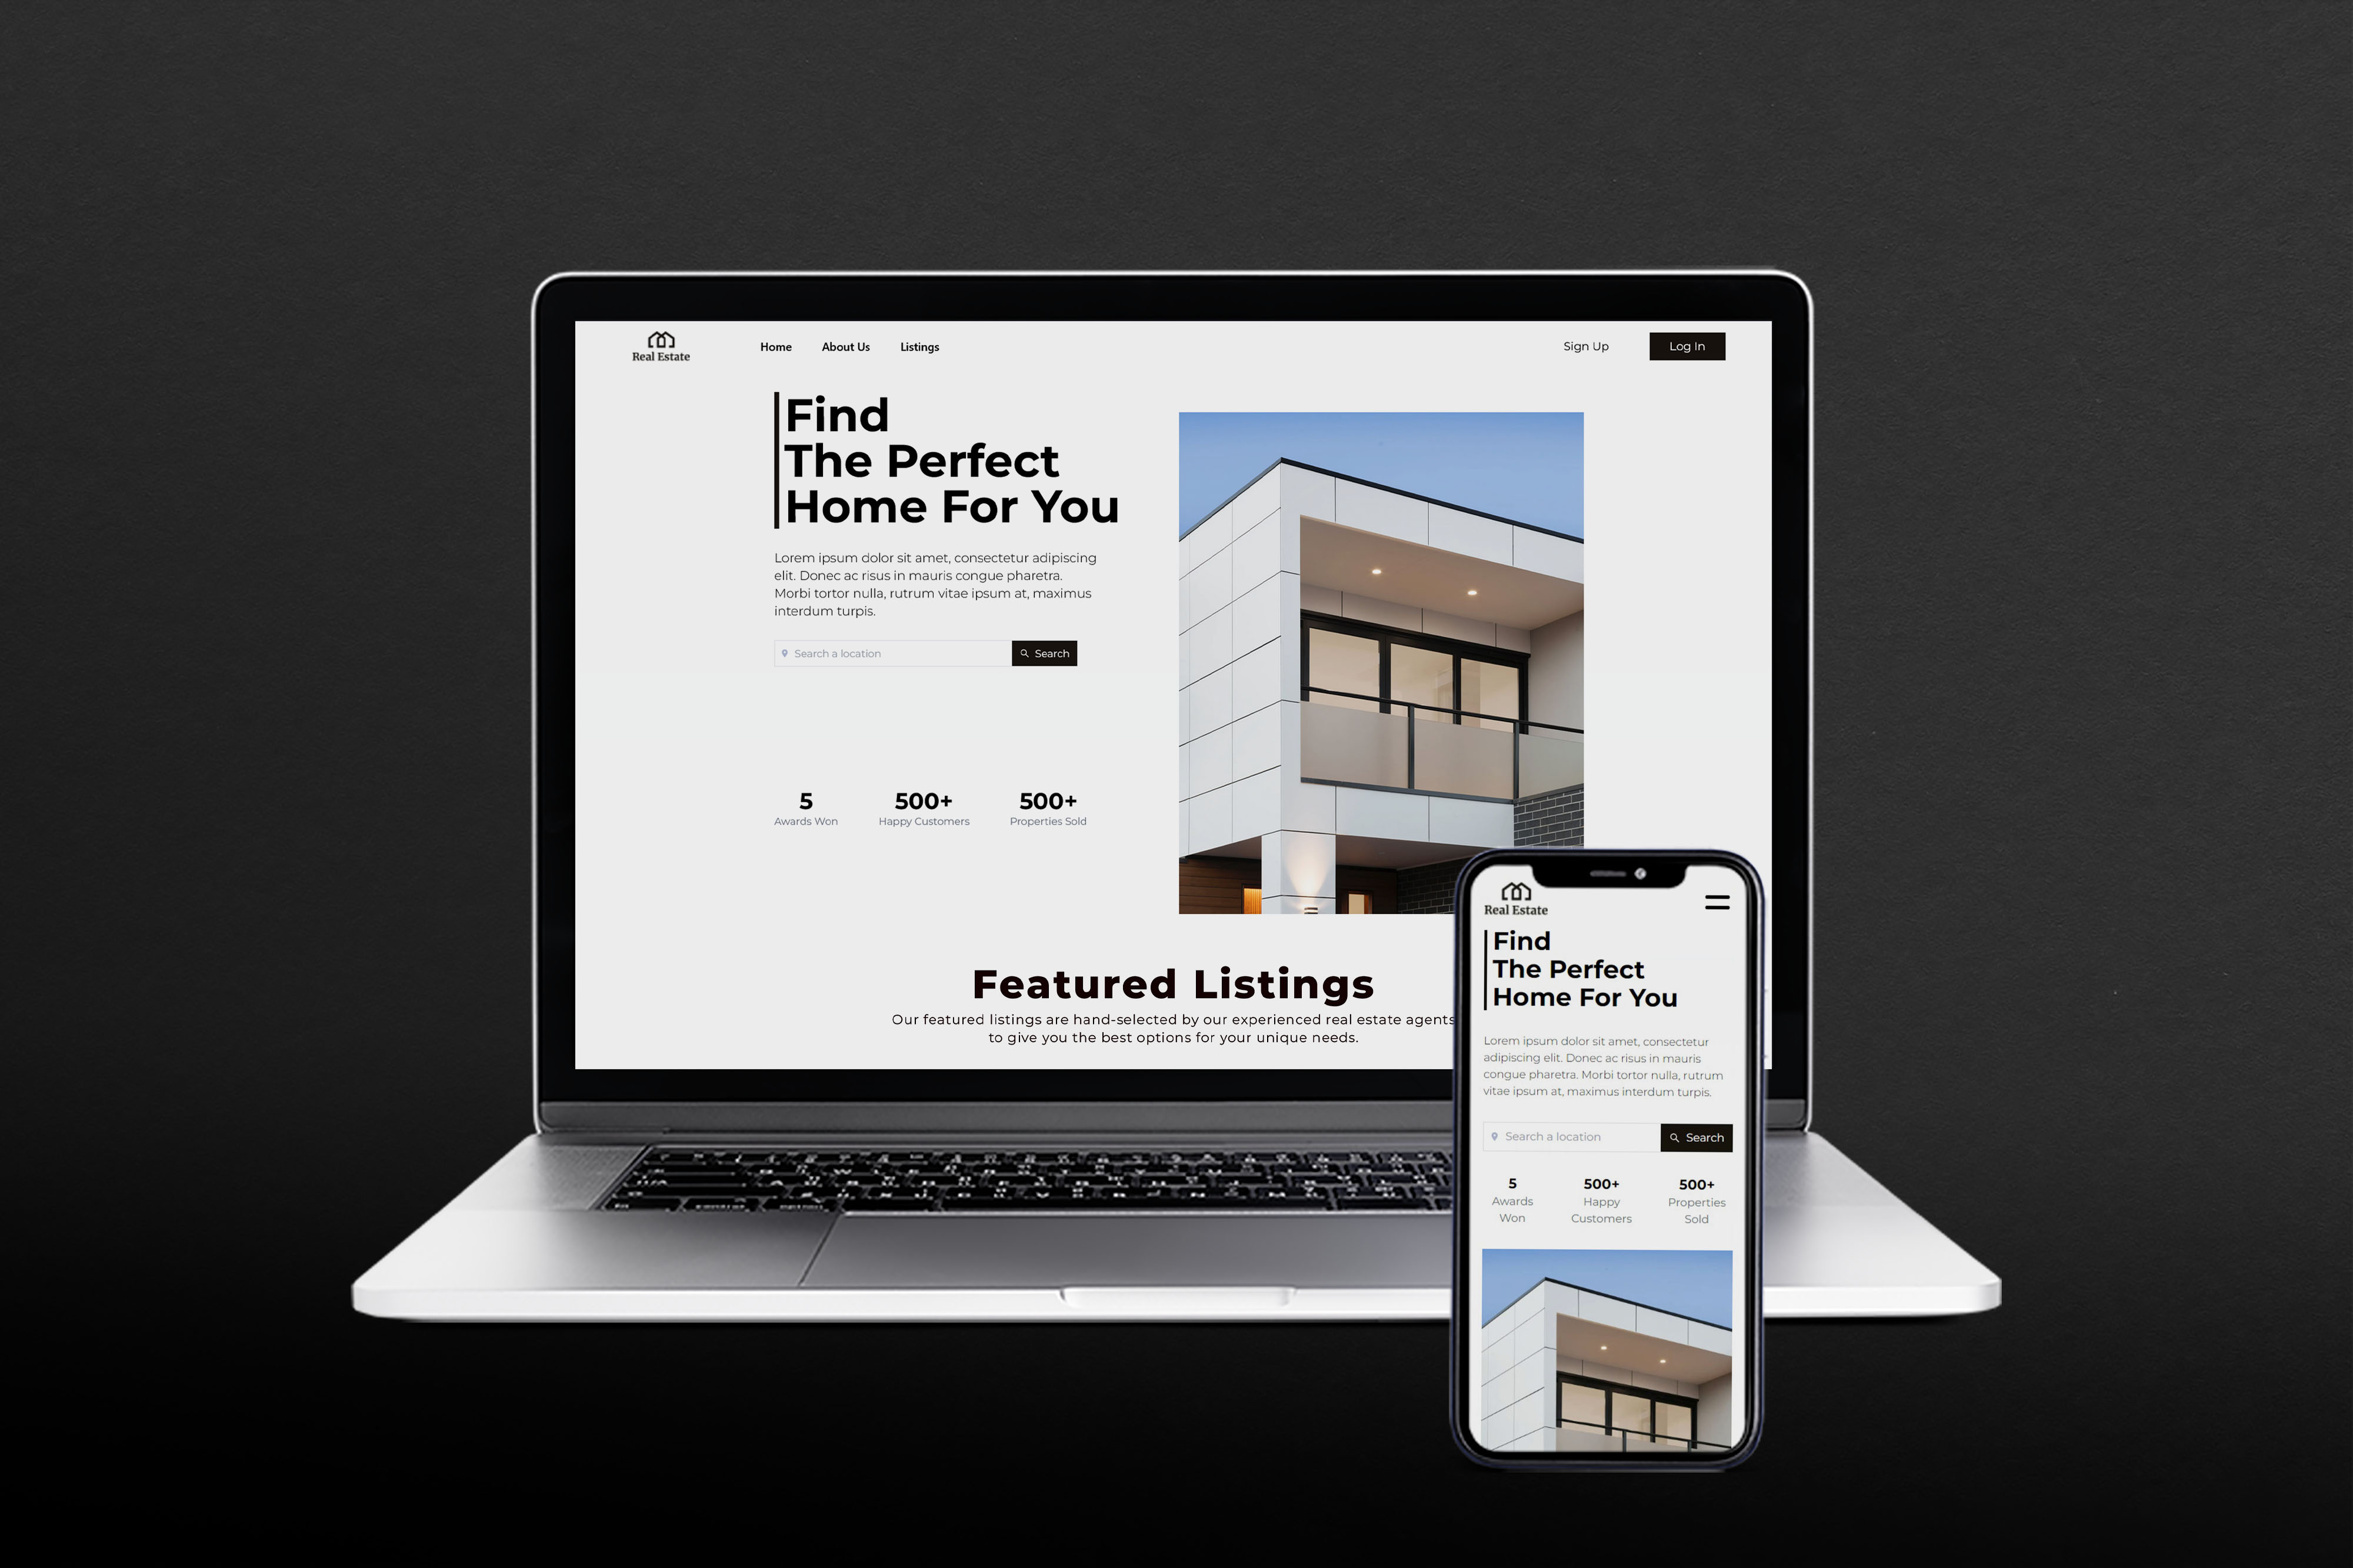 Real Estate
Home About Us Listings
Sign Up
Log In
Find
The Perfect
Home For You
Lorem ipsum dolor sit amet, consectetur adipiscing
elit. Donec ac risus in mauris congue pharetra.
Morbi tortor nulla, rutrum vitae ipsum at, maximus
interdum turpis.
Search a location
Search
5
Awards Won
500+
Happy Customers
500+
Properties Sold
Featured Listings
Our featured listings are hand-selected by our experienced real estate agents
to give you the best options for your unique needs.
Real Estate
Find
The Perfect
Home For You
Lorem ipsum dolor sit amet, consectetur
adipiscing elit. Donec ac risus in mauris
congue pharetra. Morbi tortor nulla, rutrum
vitae ipsum at, maximus interdum turpis.
Search a location
Search
5
Awards
Won
500+
Happy
Customers
500+
Properties
Sold